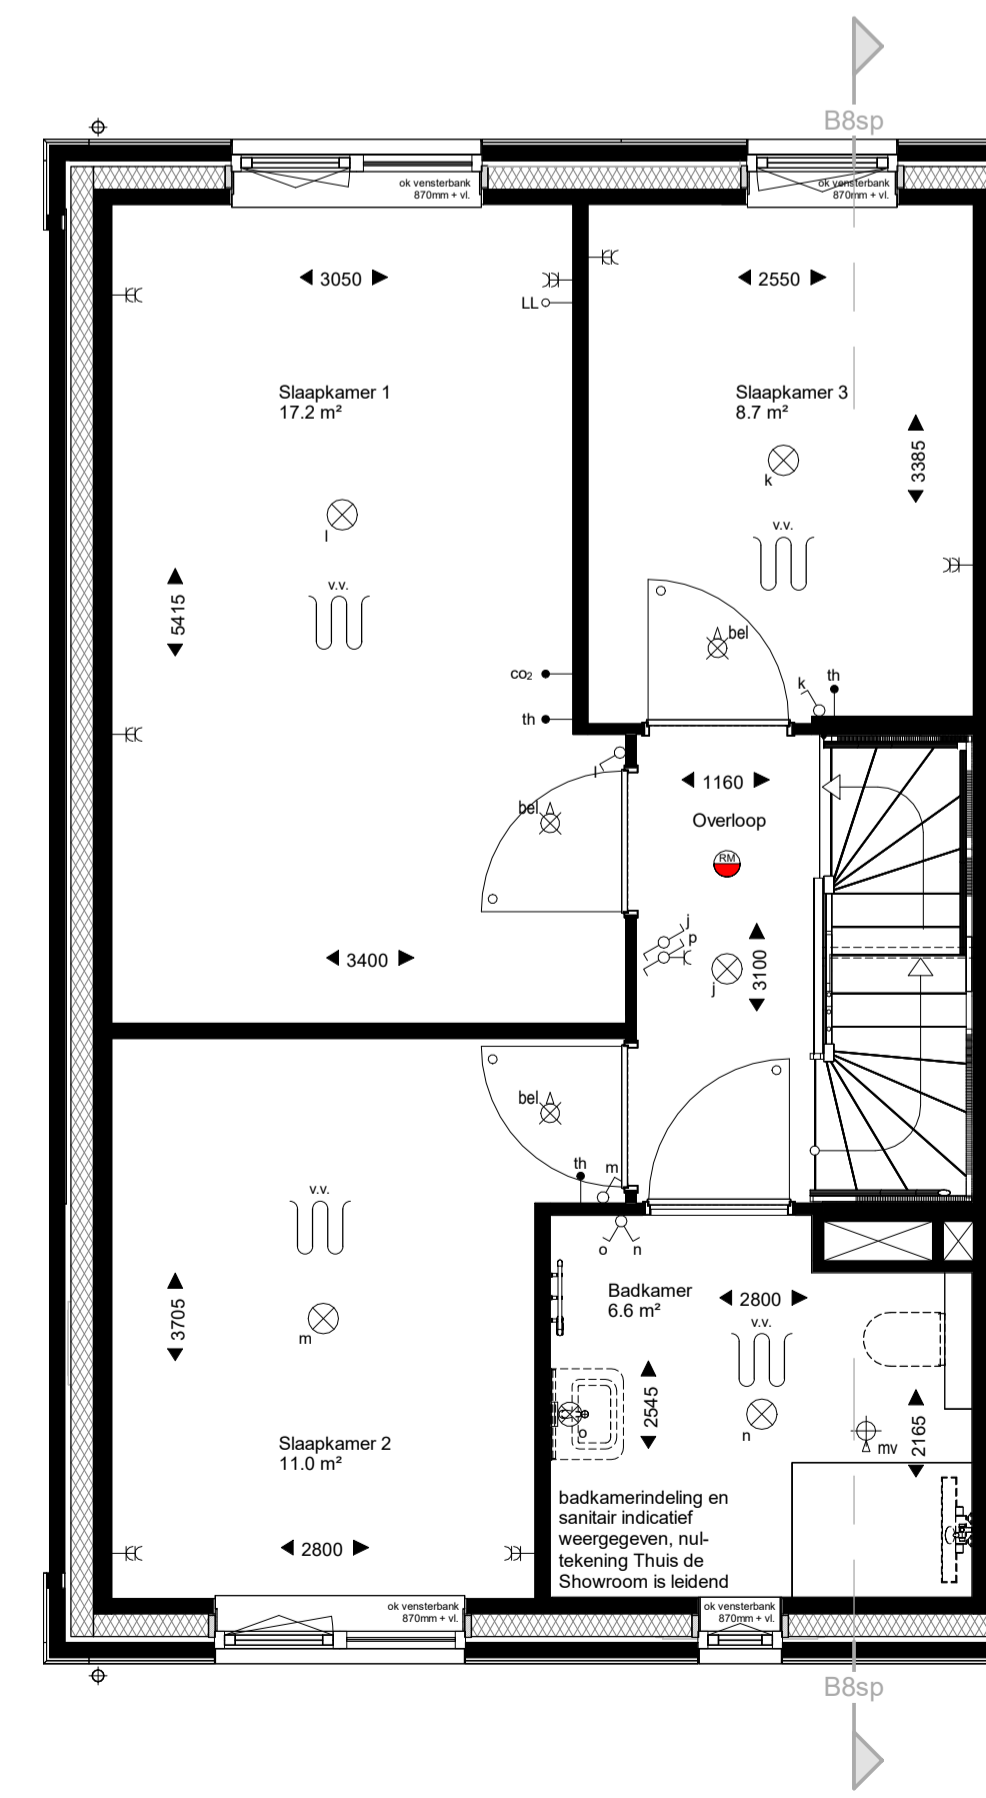 B8sp
ok vensterbank
870mm + vl.
ok vensterbank
870mm + vl.
3050
2550
LL
Slaapkamer 1
17.2 m²
Slaapkamer 3
8.7 m²
3385
k
l
v.v.
v.v.
5415
bel
co₂
th
k
th
l
1160
bel
Overloop
RM
j
p
3400
3100
j
bel
th
m
v.v.
o
n
Badkamer
6.6 m²
2800
v.v.
3705
m
2545
2165
o
n
mv
Slaapkamer 2
11.0 m²
badkamerindeling en
sanitair indicatief
weergegeven, nul-
tekening Thuis de
Showroom is leidend
2800
ok vensterbank
870mm + vl.
ok vensterbank
870mm + vl.
B8sp